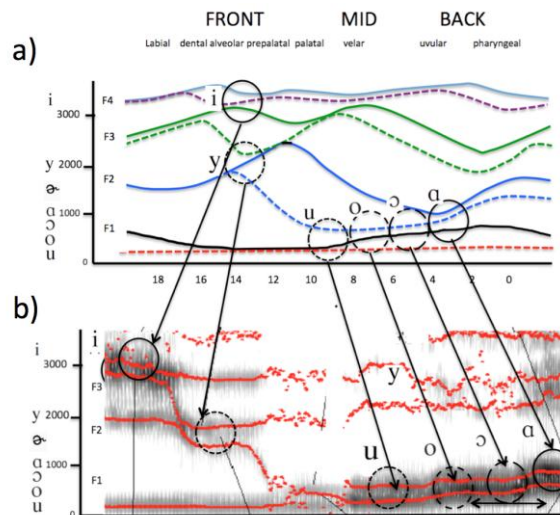 FRONT MID BACK
Labial dental alveolar prepalatal palatal velar uvular pharyngeal
a)
i
F4
i
3000
F3
y
y
2000
F2
u
o
ɔ
ɑ
1000
F1
u o ɔ ɑ
0
18 16 14 12 10 8 6 4 2 0
b)
i
i
3000
F3
y
y
2000
F2
u
o
ɔ
ɑ
1000
F1
u o ɔ ɑ
0